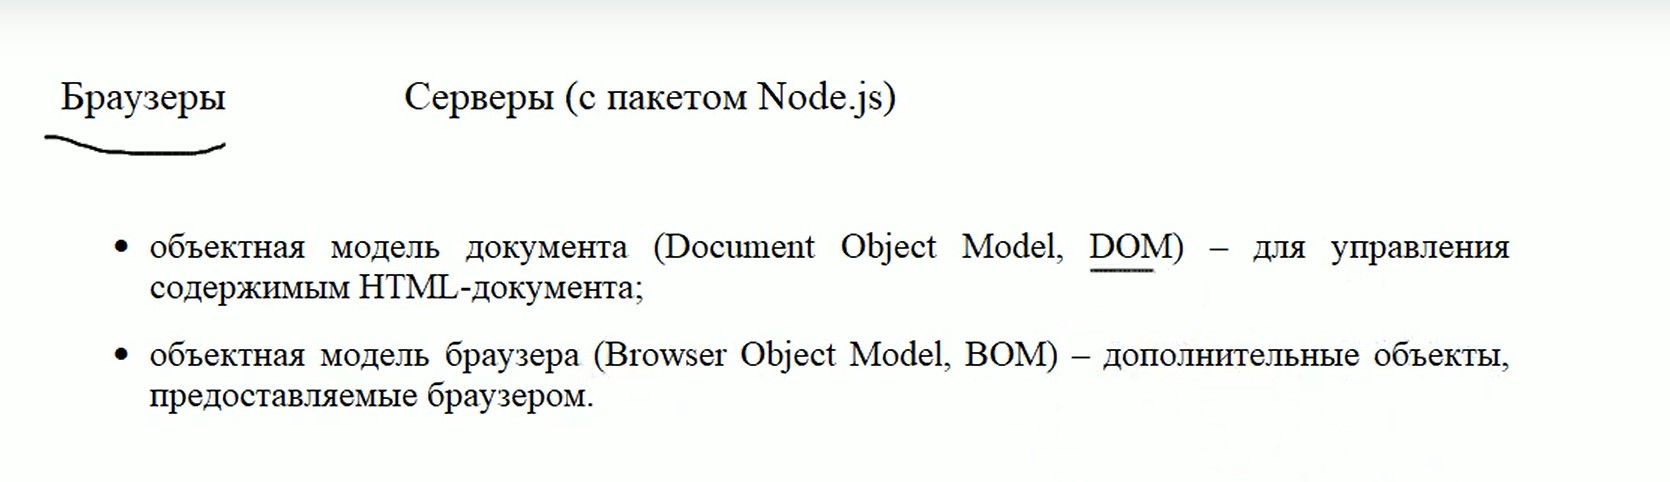 Браузеры Серверы (с пакетом Node.js)
• объектная модель документа (Document Object Model, DOM) – для управления
содержимым HTML-документа;
• объектная модель браузера (Browser Object Model, BOM) – дополнительные объекты,
предоставляемые браузером.